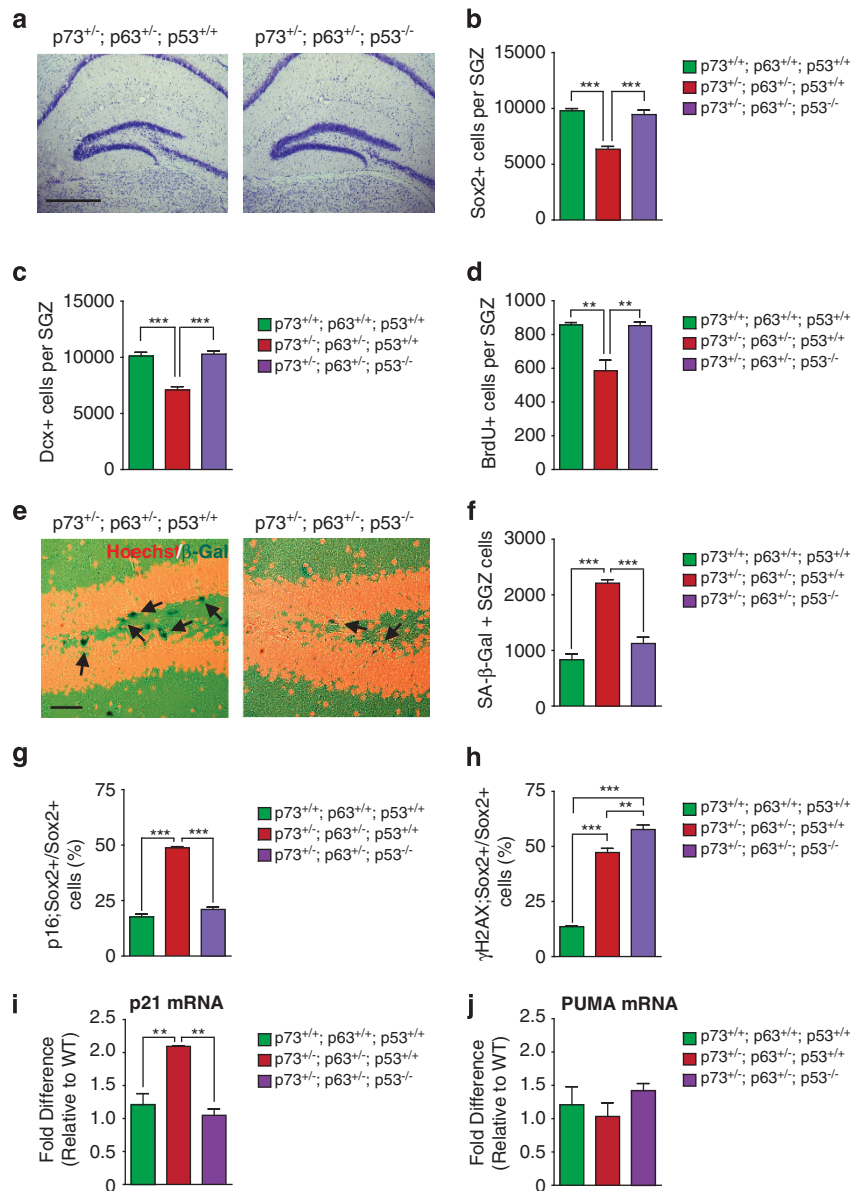 a
p73+/-; p63+/-; p53+/+
p73+/-; p63+/-; p53-/-
b
Sox2+ cells per SGZ
15000
10000
5000
0
***
***
p73+/+; p63+/+; p53+/+
p73+/-; p63+/-; p53+/+
p73+/-; p63+/-; p53-/-
c
Dcx+ cells per SGZ
15000
10000
5000
0
***
***
p73+/+; p63+/+; p53+/+
p73+/-; p63+/-; p53+/+
p73+/-; p63+/-; p53-/-
d
BrdU+ cells per SGZ
1000
800
600
400
200
0
**
**
p73+/+; p63+/+; p53+/+
p73+/-; p63+/-; p53+/+
p73+/-; p63+/-; p53-/-
e
p73+/-; p63+/-; p53+/+
p73+/-; p63+/-; p53-/-
Hoechst/β-Gal
f
SA-β-Gal + SGZ cells
3000
2000
1000
0
***
***
p73+/+; p63+/+; p53+/+
p73+/-; p63+/-; p53+/+
p73+/-; p63+/-; p53-/-
g
p16;Sox2+/Sox2+
cells (%)
75
50
25
0
***
***
p73+/+; p63+/+; p53+/+
p73+/-; p63+/-; p53+/+
p73+/-; p63+/-; p53-/-
h
γH2AX;Sox2+/Sox2+
cells (%)
75
50
25
0
***
**
***
p73+/+; p63+/+; p53+/+
p73+/-; p63+/-; p53+/+
p73+/-; p63+/-; p53-/-
i
p21 mRNA
Fold Difference
(Relative to WT)
2.5
2.0
1.5
1.0
0.5
0
**
**
p73+/+; p63+/+; p53+/+
p73+/-; p63+/-; p53+/+
p73+/-; p63+/-; p53-/-
j
PUMA mRNA
Fold Difference
(Relative to WT)
2.5
2.0
1.5
1.0
0.5
0
p73+/+; p63+/+; p53+/+
p73+/-; p63+/-; p53+/+
p73+/-; p63+/-; p53-/-